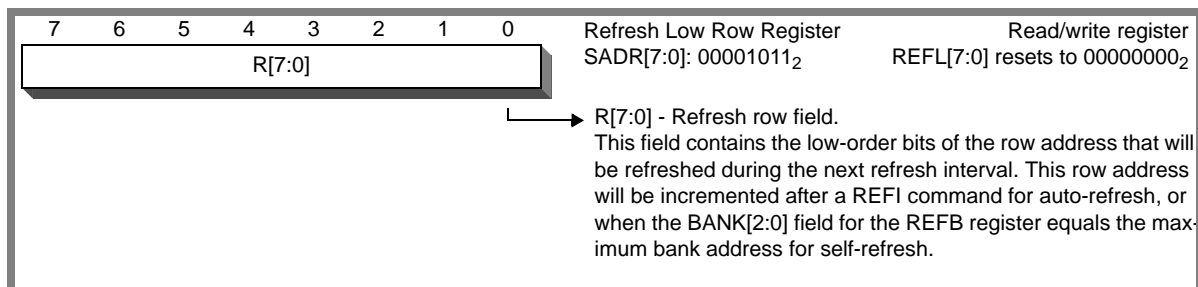 7 6 5 4 3 2 1 0
R[7:0]
Refresh Low Row Register
SADR[7:0]: 00001011₂
Read/write register
REFL[7:0] resets to 00000000₂
R[7:0] - Refresh row field.
This field contains the low-order bits of the row address that will
be refreshed during the next refresh interval. This row address
will be incremented after a REFI command for auto-refresh, or
when the BANK[2:0] field for the REFB register equals the max-
imum bank address for self-refresh.